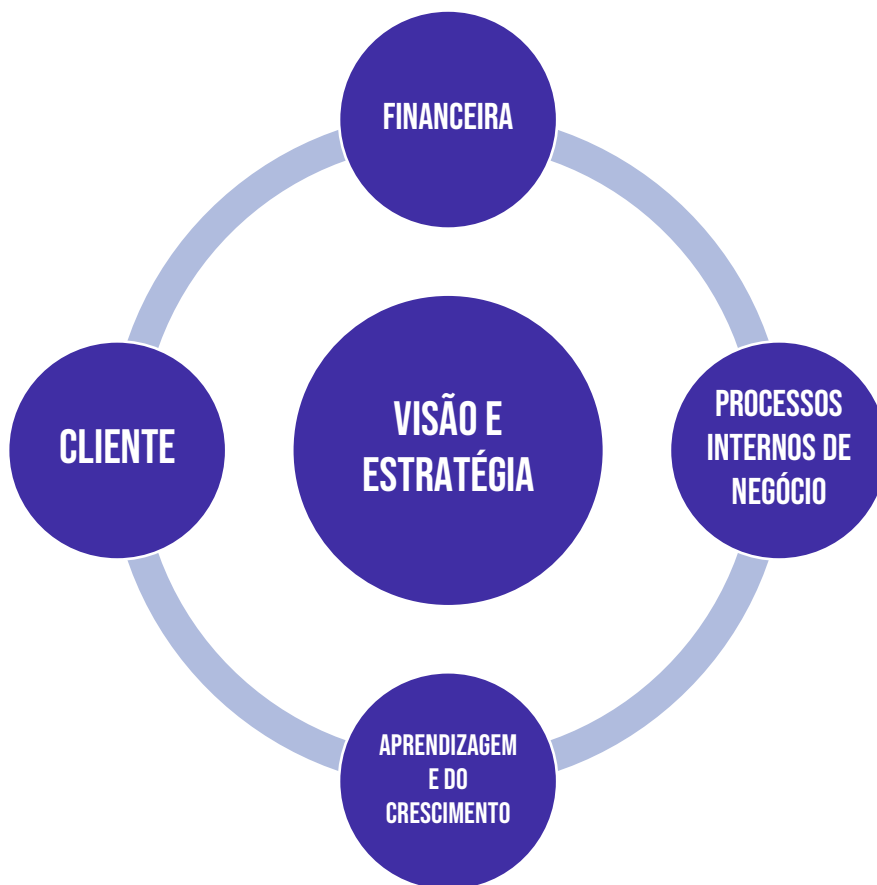 FINANCEIRA
CLIENTE
VISÃO E
ESTRATÉGIA
PROCESSOS
INTERNOS DE
NEGÓCIO
APRENDIZAGEM
E DO
CRESCIMENTO